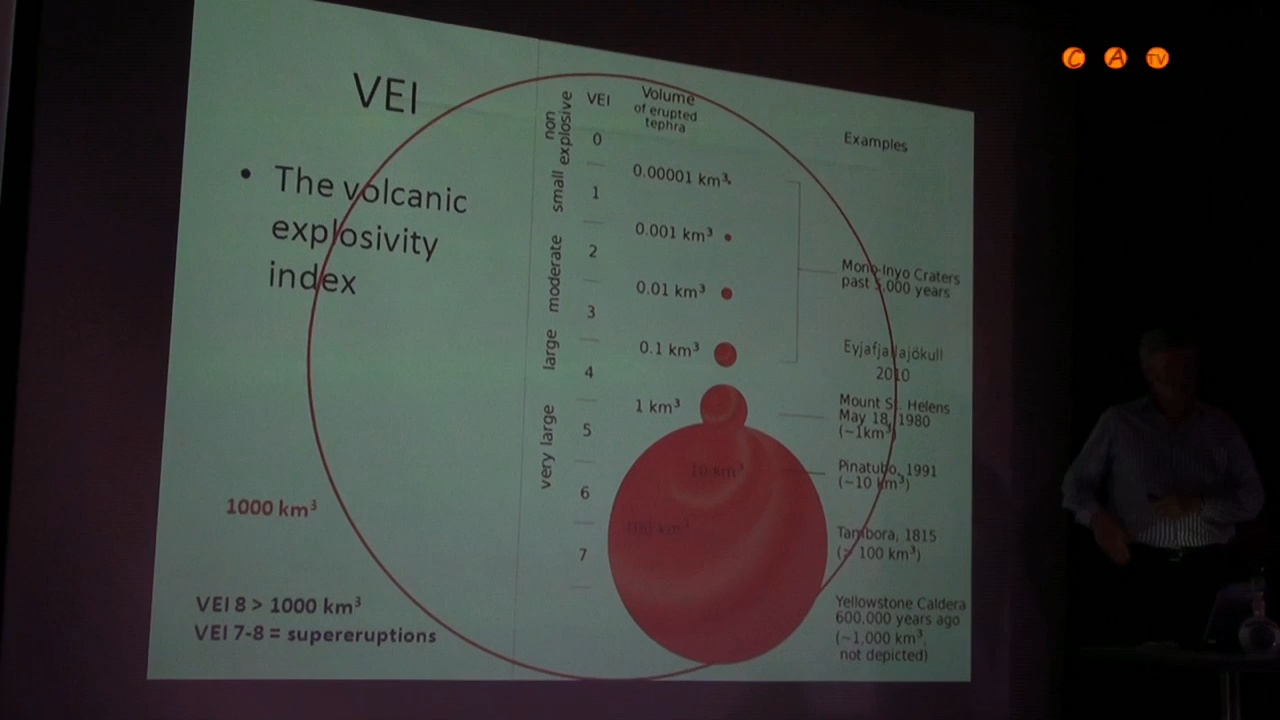 C A TV
VEI
• The volcanic
explosivity
index
1000 km³
VEI 8 > 1000 km³
VEI 7-8 = supereruptions
non
explosive
small
moderate
large
very large
VEI
0
1
2
3
4
5
6
7
Volume
of erupted
tephra
0.00001 km³
0.001 km³
0.01 km³
0.1 km³
1 km³
10 km³
Examples
Mono-Inyo Craters
past 5,000 years
Eyjafjallajökull
2010
Mount St. Helens
May 18, 1980
(~1km³)
Pinatubo, 1991
(~10 km³)
Tambora, 1815
(> 100 km³)
Yellowstone Caldera
600,000 years ago
(~1,000 km³,
not depicted)